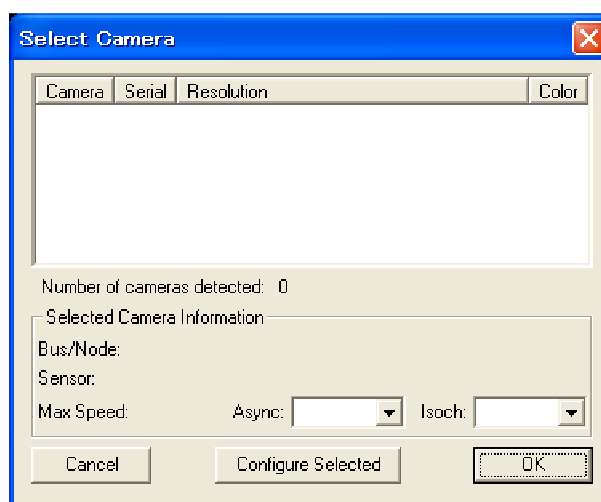 Select Camera
Camera Serial Resolution Color
Number of cameras detected: 0
Selected Camera Information
Bus/Node:
Sensor:
Max Speed: Async: Isoch:
Cancel Configure Selected OK